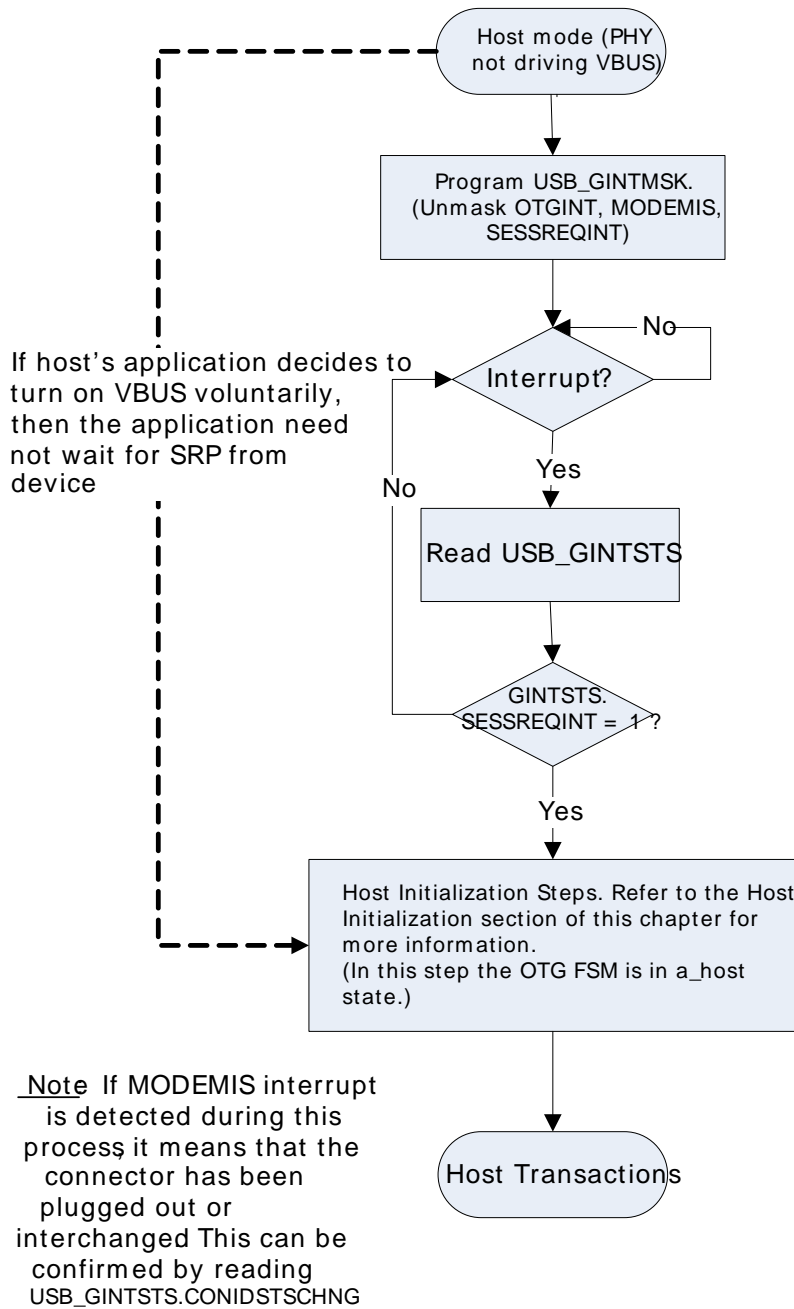 Host mode (PHY
not driving VBUS)
Program USB_GINTMSK.
(Unmask OTGINT, MODEMIS,
SESSREQINT)
No
If host's application decides to
turn on VBUS voluntarily,
then the application need
not wait for SRP from
device
Interrupt?
Yes
No
Read USB_GINTSTS
GINTSTS.
SESSREQINT = 1 ?
Yes
Host Initialization Steps. Refer to the Host
Initialization section of this chapter for
more information.
(In this step the OTG FSM is in a_host
state.)
Note If MODEMIS interrupt
is detected during this
process, it means that the
connector has been
plugged out or
interchanged This can be
confirmed by reading
USB_GINTSTS.CONIDSTSCHNG
Host Transactions